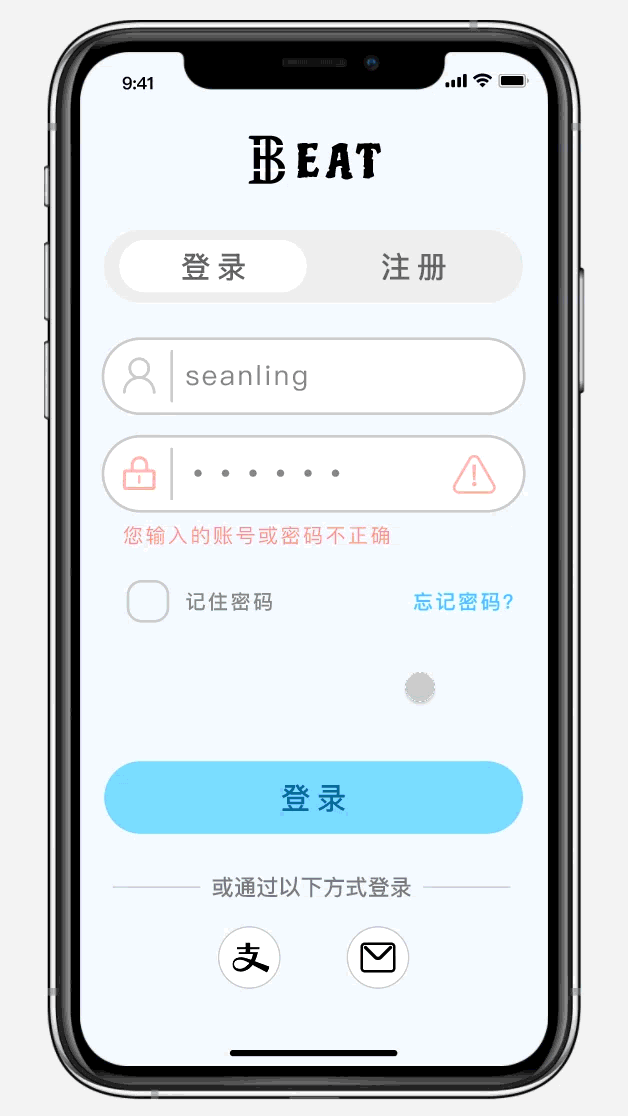 9:41
BEAT
登录
注册
seanling
••••••
您输入的账号或密码不正确
记住密码
忘记密码?
登录
或通过以下方式登录
支